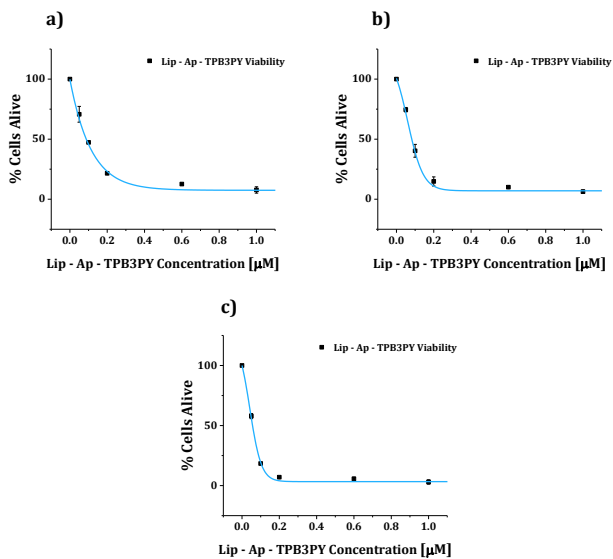 a)
Lip - Ap - TPB3PY Viability
100
50
0
% Cells Alive
0.0 0.2 0.4 0.6 0.8 1.0
Lip - Ap - TPB3PY Concentration [μM]
b)
Lip - Ap - TPB3PY Viability
100
50
0
% Cells Alive
0.0 0.2 0.4 0.6 0.8 1.0
Lip - Ap - TPB3PY Concentration [μM]
c)
Lip - Ap - TPB3PY Viability
100
50
0
% Cells Alive
0.0 0.2 0.4 0.6 0.8 1.0
Lip - Ap - TPB3PY Concentration [μM]